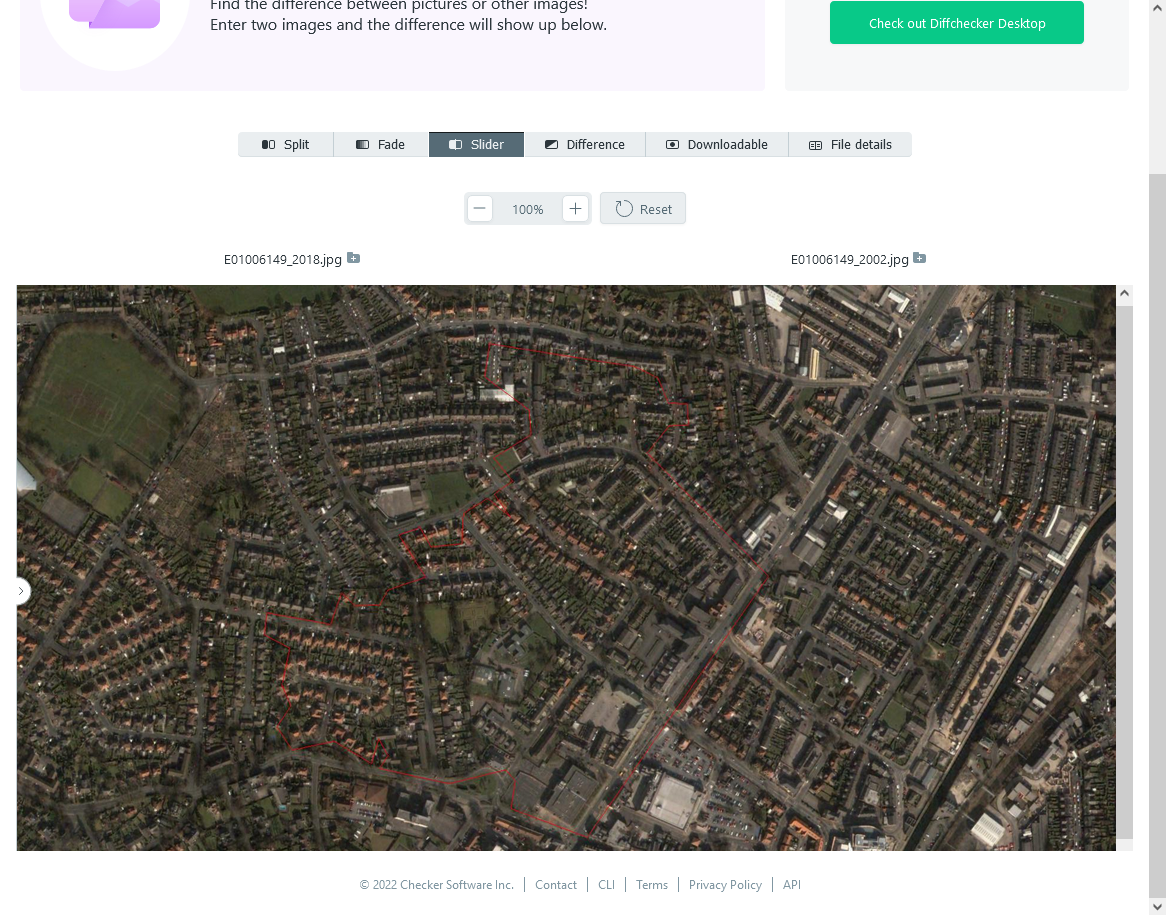 Find the difference between pictures or other images!
Enter two images and the difference will show up below.
Check out Diffchecker Desktop
Split Fade Slider Difference Downloadable File details
100% Reset
E01006149_2018.jpg E01006149_2002.jpg
© 2022 Checker Software Inc. Contact CLI Terms Privacy Policy API